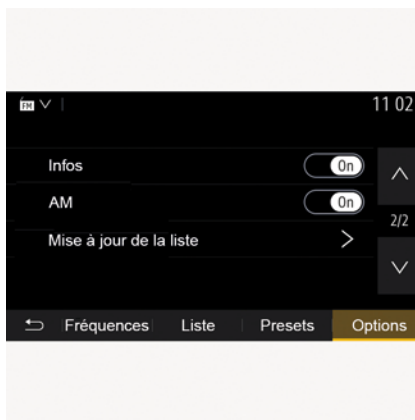 FM 11 02
Infos On
AM On
2/2
Mise à jour de la liste
Fréquences Liste Presets Options